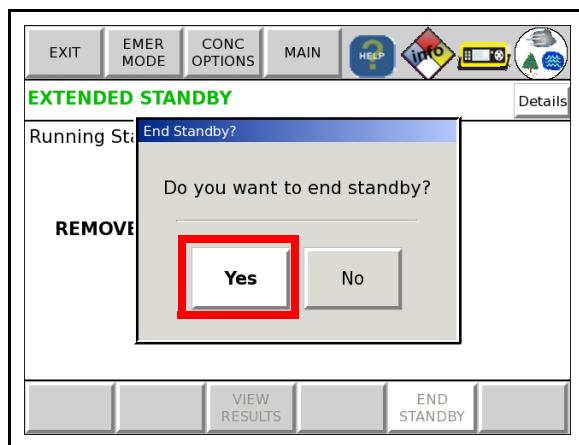 EXIT
EMER
MODE
CONC
OPTIONS
MAIN
HELP
info
EXTENDED STANDBY
Details
Running Sta
End Standby?
Do you want to end standby?
REMOVE
Yes
No
VIEW
RESULTS
END
STANDBY